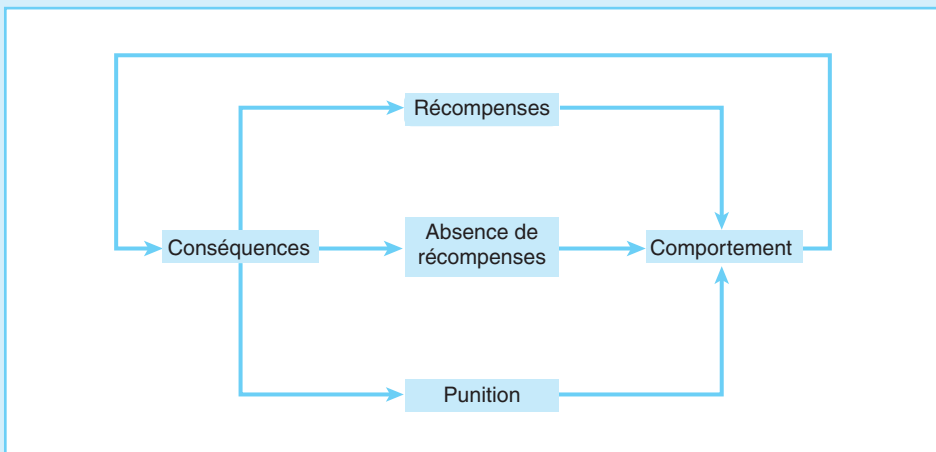 Récompenses
Conséquences
Absence de
récompenses
Comportement
Punition